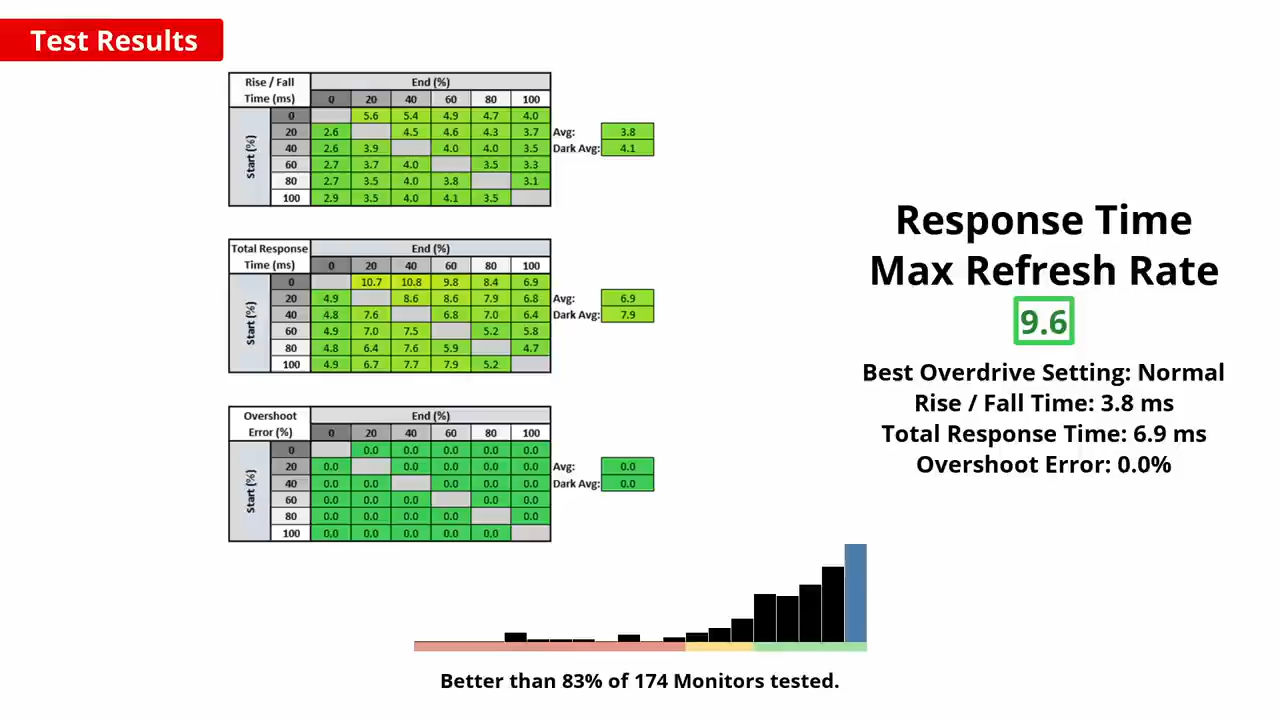 Test Results
Rise / Fall End (%)
Time (ms) 0 20 40 60 80 100
0 5.6 5.4 4.9 4.7 4.0
20 2.6 4.5 4.6 4.3 3.7 Avg: 3.8
40 2.6 3.9 4.0 4.0 3.5 Dark Avg: 4.1
60 2.7 3.7 4.0 3.5 3.3
80 2.7 3.5 4.0 3.8 3.1
100 2.9 3.5 4.0 4.1 3.5
Start (%)
Total Response End (%)
Time (ms) 0 20 40 60 80 100
0 10.7 10.8 9.8 8.4 6.9
20 4.9 8.6 8.6 7.9 6.8 Avg: 6.9
40 4.8 7.6 6.8 7.0 6.4 Dark Avg: 7.9
60 4.9 7.0 7.5 5.2 5.8
80 4.8 6.4 7.6 5.9 4.7
100 4.9 6.7 7.7 7.9 5.2
Start (%)
Overshoot End (%)
Error (%) 0 20 40 60 80 100
0 0.0 0.0 0.0 0.0 0.0
20 0.0 0.0 0.0 0.0 0.0 Avg: 0.0
40 0.0 0.0 0.0 0.0 0.0 Dark Avg: 0.0
60 0.0 0.0 0.0 0.0 0.0
80 0.0 0.0 0.0 0.0 0.0
100 0.0 0.0 0.0 0.0 0.0
Start (%)
Response Time
Max Refresh Rate
9.6
Best Overdrive Setting: Normal
Rise / Fall Time: 3.8 ms
Total Response Time: 6.9 ms
Overshoot Error: 0.0%
Better than 83% of 174 Monitors tested.